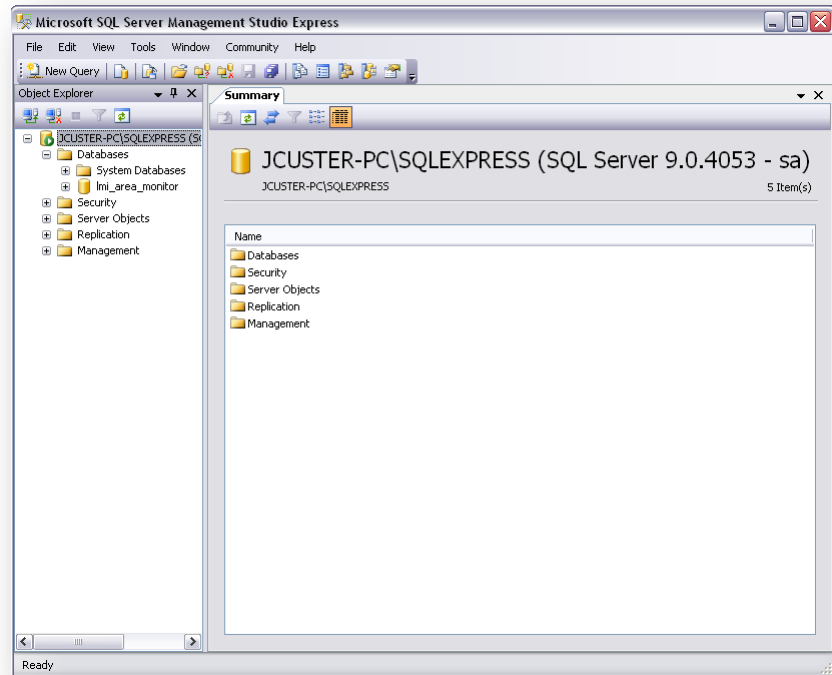 Microsoft SQL Server Management Studio Express
File Edit View Tools Window Community Help
New Query
Object Explorer
Summary
JCUSTER-PC\SQLEXPRESS (S
Databases
System Databases
lmi_area_monitor
Security
Server Objects
Replication
Management
JCUSTER-PC\SQLEXPRESS (SQL Server 9.0.4053 - sa)
JCUSTER-PC\SQLEXPRESS 5 Item(s)
Name
Databases
Security
Server Objects
Replication
Management
Ready